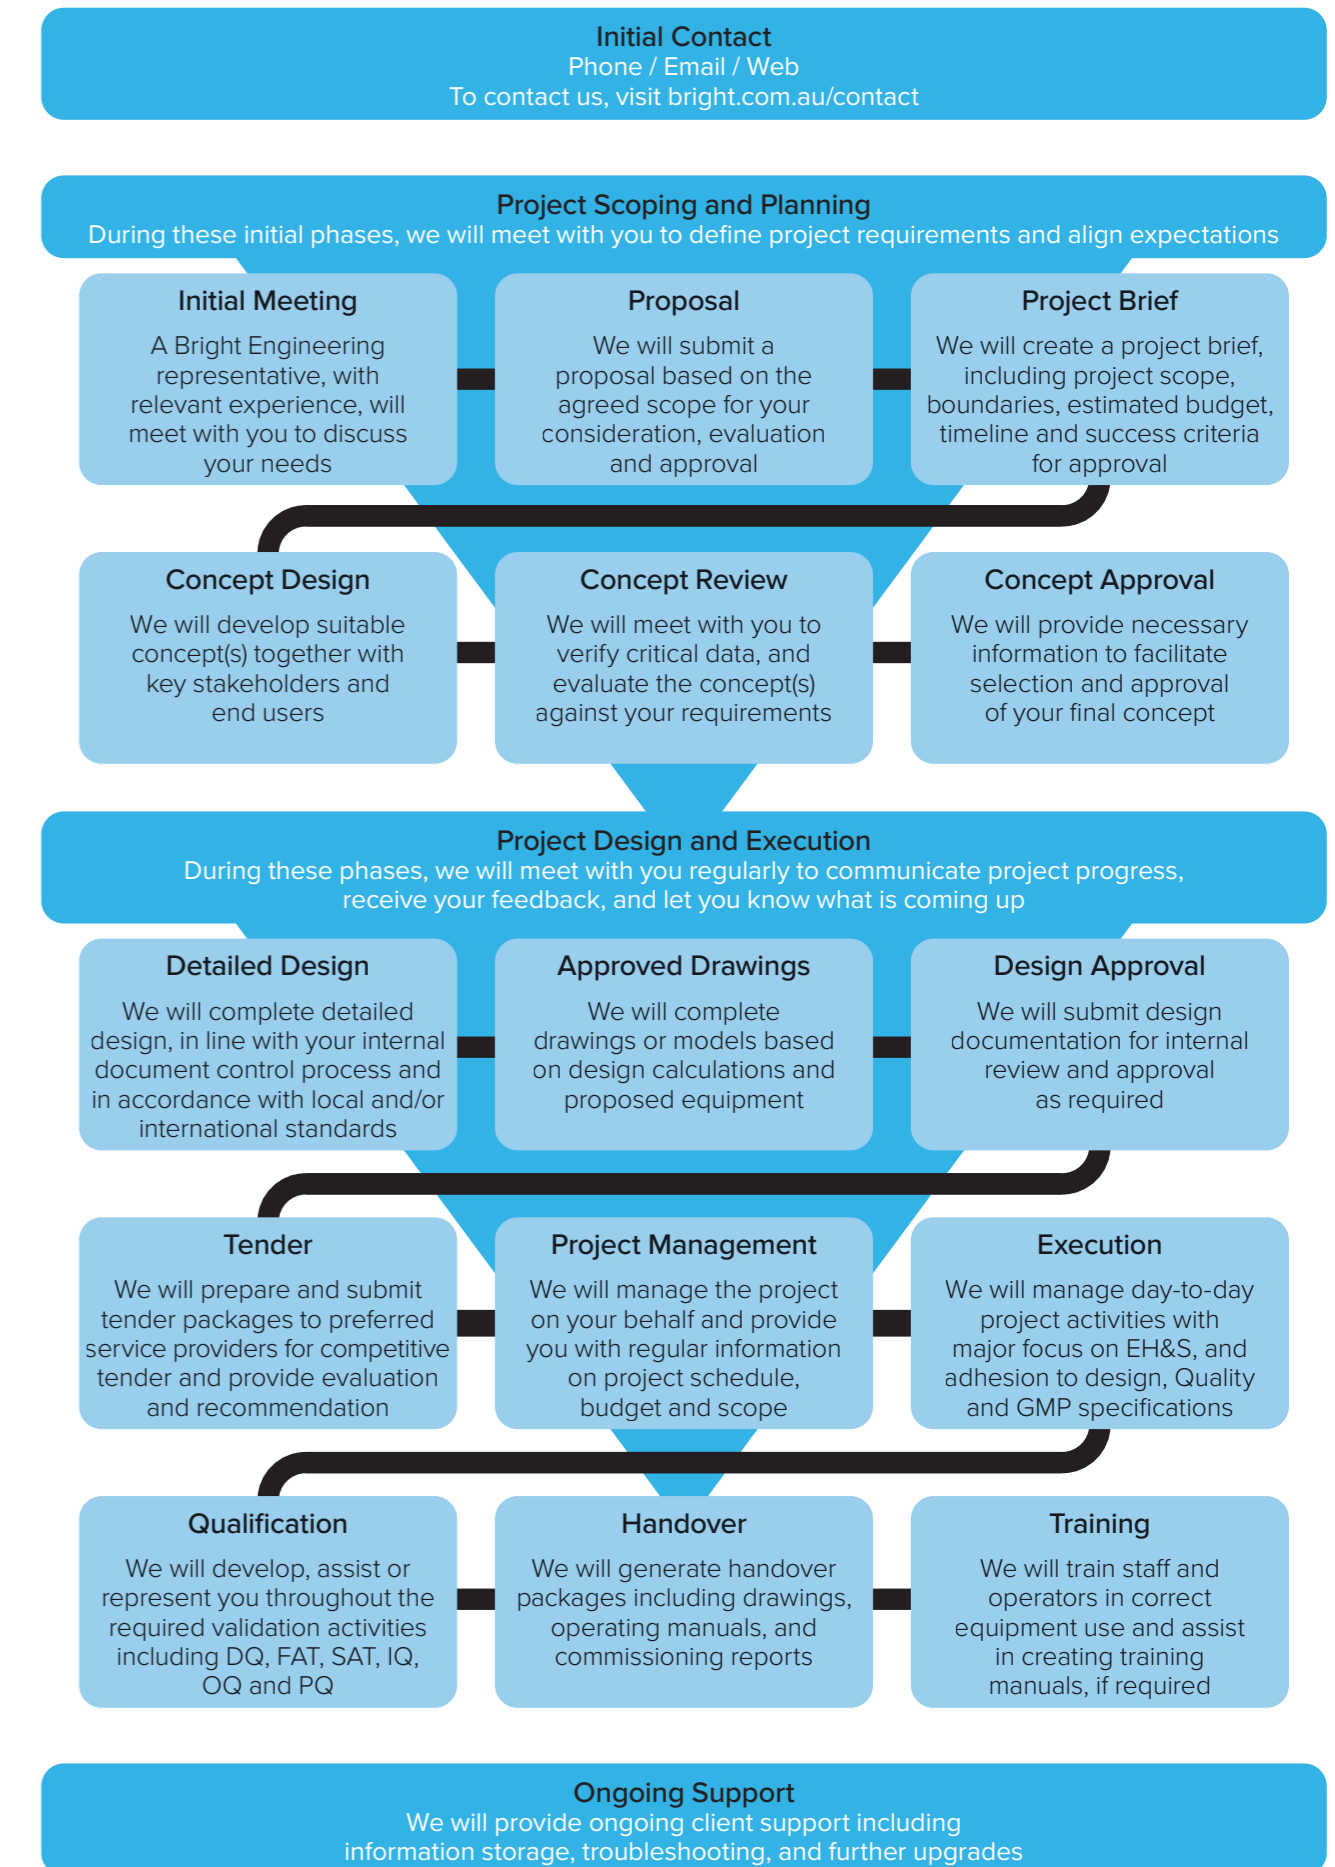 Initial Contact
Phone / Email / Web
To contact us, visit bright.com.au/contact
Project Scoping and Planning
During these initial phases, we will meet with you to define project requirements and align expectations
Initial Meeting
A Bright Engineering
representative, with
relevant experience, will
meet with you to discuss
your needs
Proposal
We will submit a
proposal based on the
agreed scope for your
consideration, evaluation
and approval
Project Brief
We will create a project brief,
including project scope,
boundaries, estimated budget,
timeline and success criteria
for approval
Concept Design
We will develop suitable
concept(s) together with
key stakeholders and
end users
Concept Review
We will meet with you to
verify critical data, and
evaluate the concept(s)
against your requirements
Concept Approval
We will provide necessary
information to facilitate
selection and approval
of your final concept
Project Design and Execution
During these phases, we will meet with you regularly to communicate project progress,
receive your feedback, and let you know what is coming up
Detailed Design
We will complete detailed
design, in line with your internal
document control process and
in accordance with local and/or
international standards
Approved Drawings
We will complete
drawings or models based
on design calculations and
proposed equipment
Design Approval
We will submit design
documentation for internal
review and approval
as required
Tender
We will prepare and submit
tender packages to preferred
service providers for competitive
tender and provide evaluation
and recommendation
Project Management
We will manage the project
on your behalf and provide
you with regular information
on project schedule,
budget and scope
Execution
We will manage day-to-day
project activities with
major focus on EH&S, and
adhesion to design, Quality
and GMP specifications
Qualification
We will develop, assist or
represent you throughout the
required validation activities
including DQ, FAT, SAT, IQ,
OQ and PQ
Handover
We will generate handover
packages including drawings,
operating manuals, and
commissioning reports
Training
We will train staff and
operators in correct
equipment use and assist
in creating training
manuals, if required
Ongoing Support
We will provide ongoing client support including
information storage, troubleshooting, and further upgrades